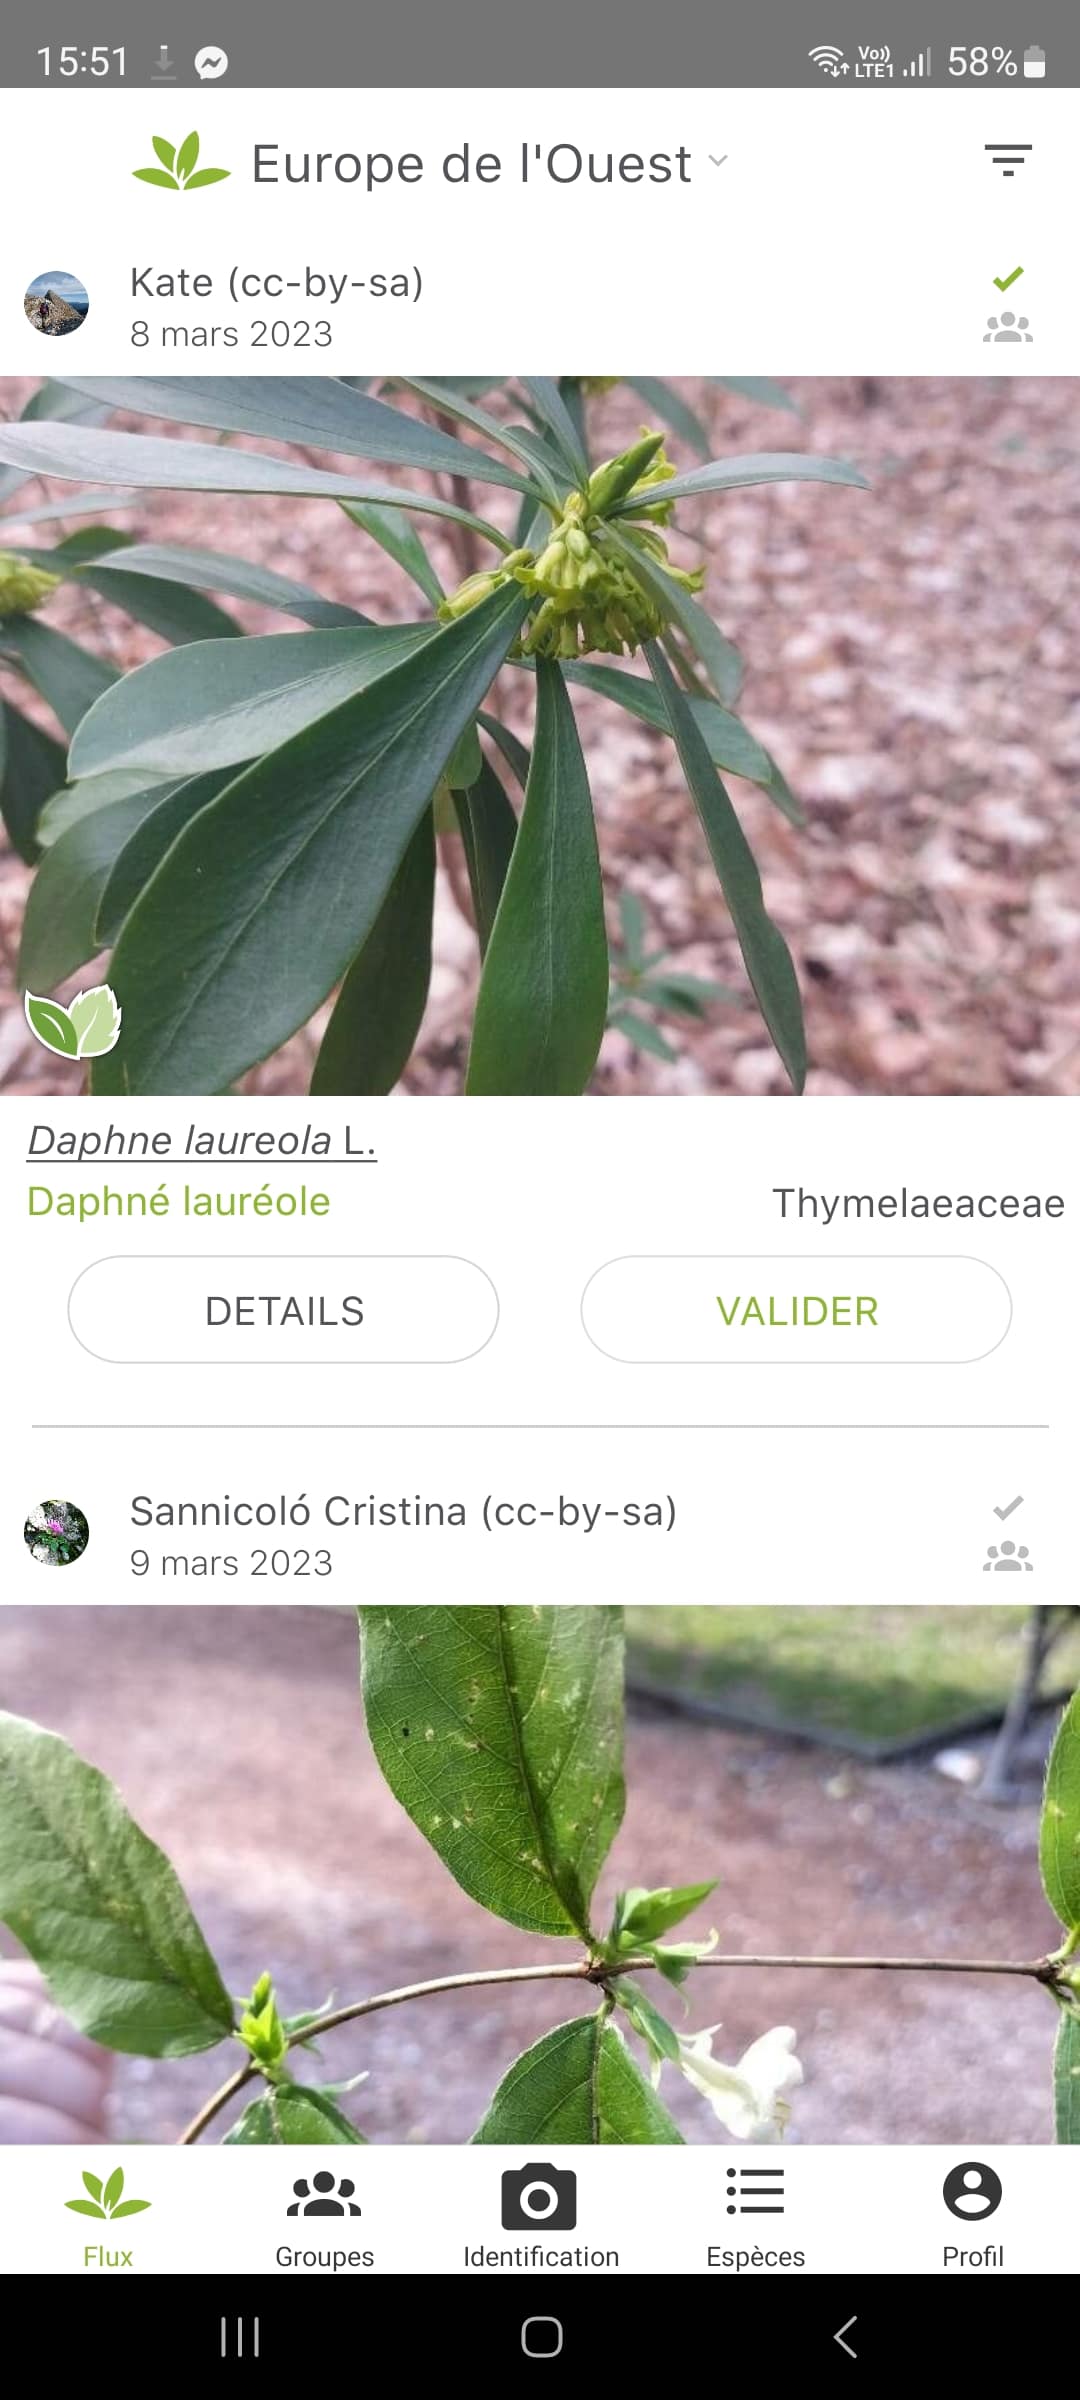 15:51
Vo)) LTE1 58%
Europe de l'Ouest
Kate (cc-by-sa)
8 mars 2023
Daphne laureola L.
Daphné lauréole
Thymelaeaceae
DETAILS
VALIDER
Sannicoló Cristina (cc-by-sa)
9 mars 2023
Flux
Groupes
Identification
Espèces
Profil